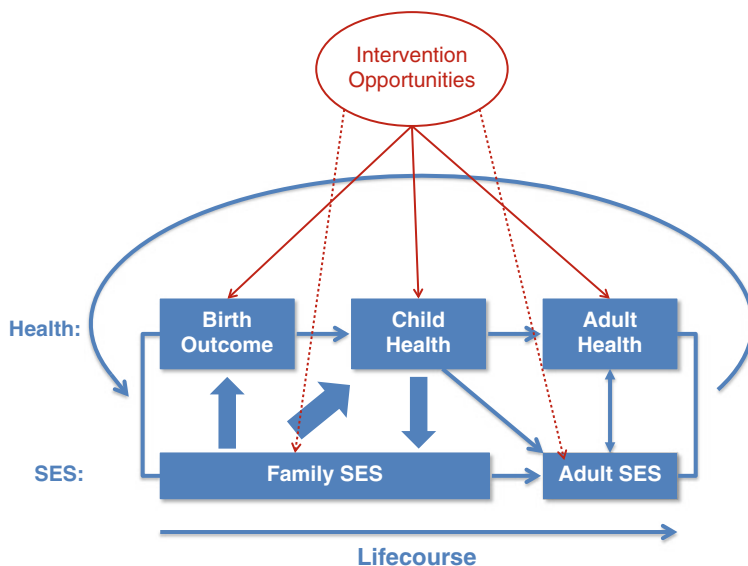 Intervention
Opportunities
Health:
Birth
Outcome
Child
Health
Adult
Health
SES:
Family SES
Adult SES
Lifecourse